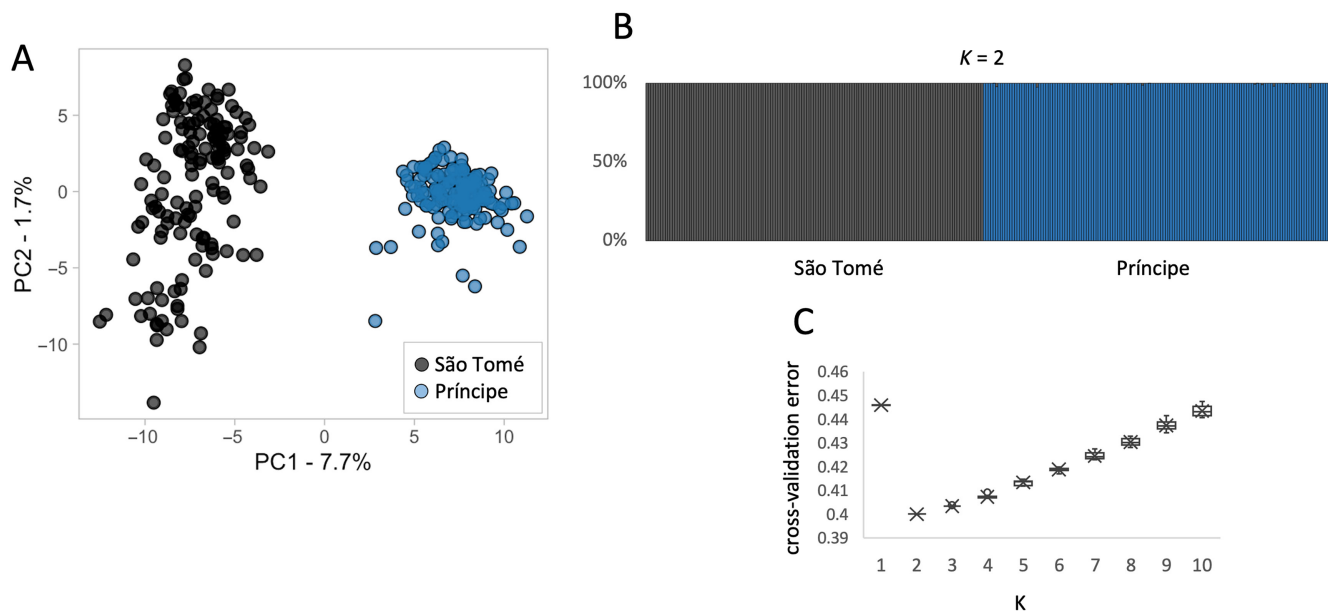 A
5
0
−5
−10
PC2 - 1.7%
São Tomé
Príncipe
−10
−5
0
5
10
PC1 - 7.7%
B
K = 2
100%
50%
0%
São Tomé
Príncipe
C
cross-validation error
0.46
0.45
0.44
0.43
0.42
0.41
0.4
0.39
1 2 3 4 5 6 7 8 9 10
K